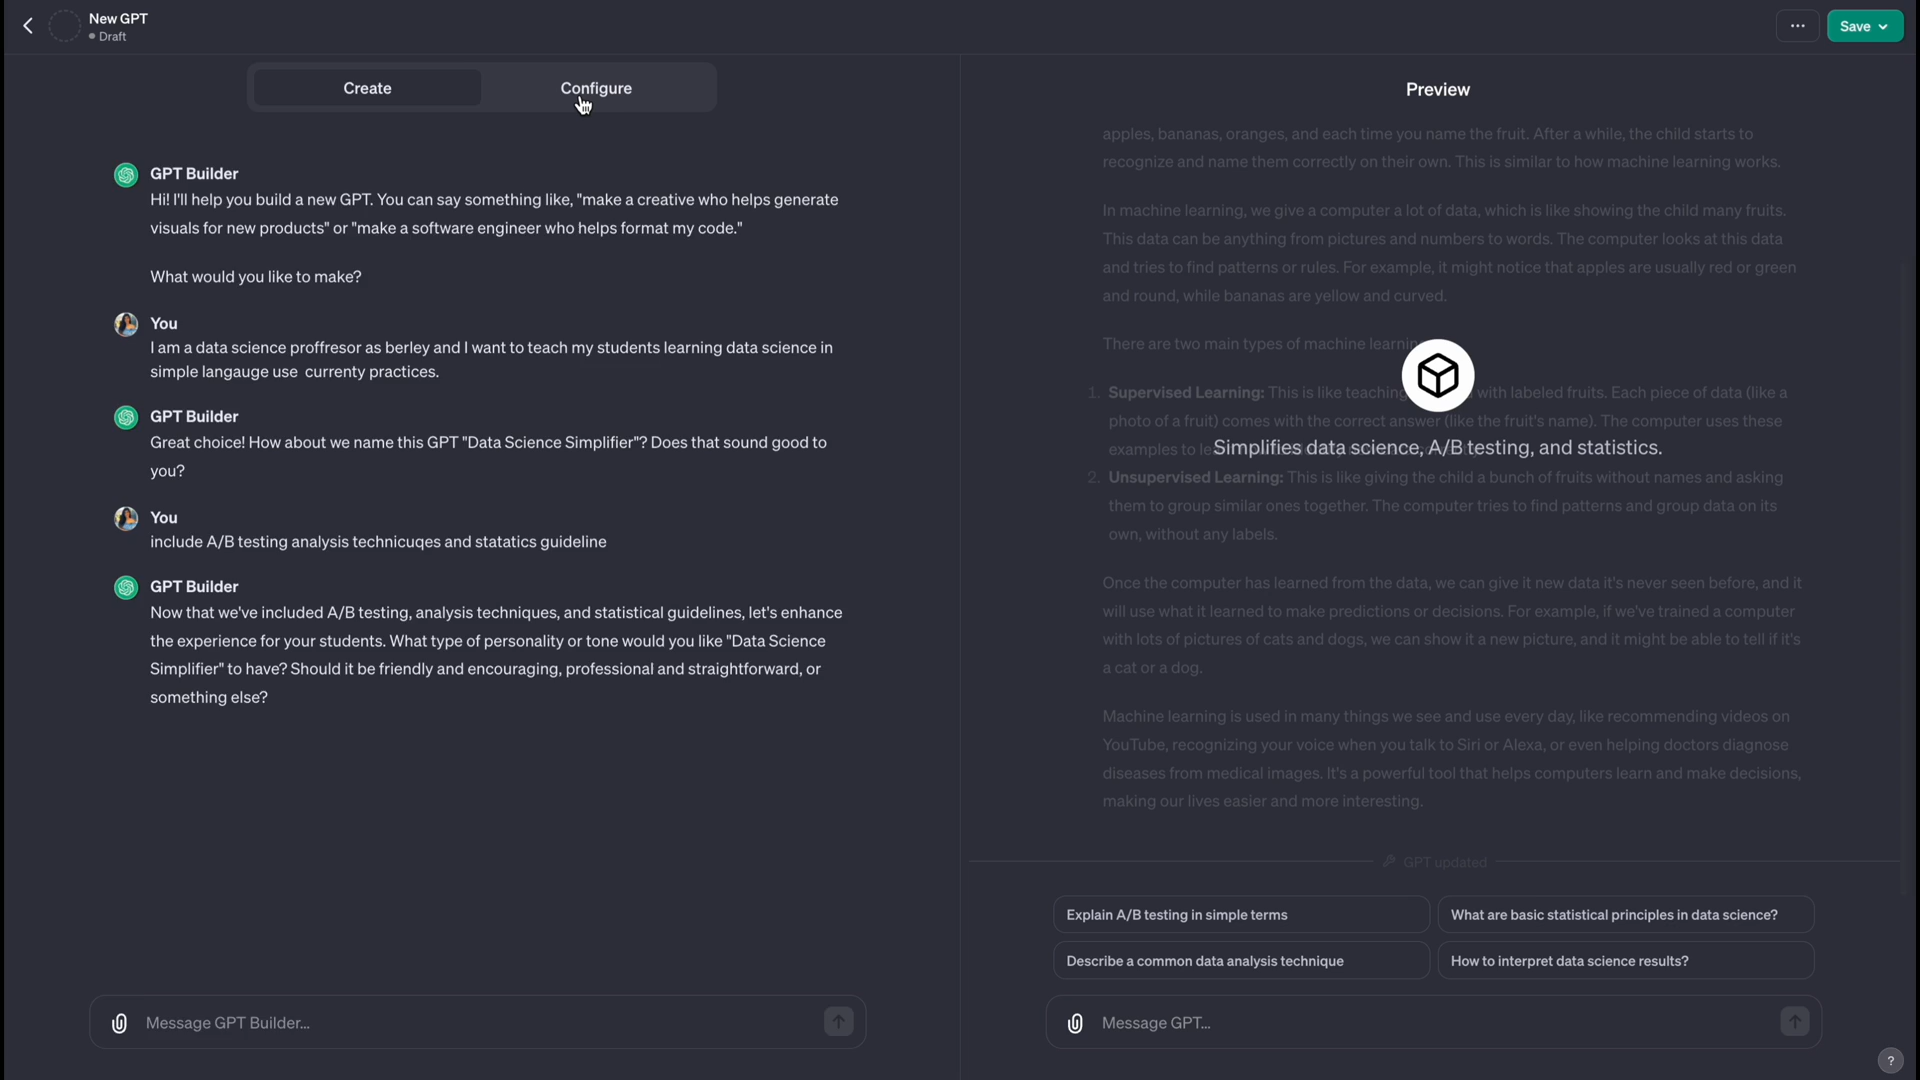 New GPT
Draft
Save
Create
Configure
Preview
GPT Builder
Hi! I'll help you build a new GPT. You can say something like, "make a creative who helps generate
visuals for new products" or "make a software engineer who helps format my code."
What would you like to make?
You
I am a data science proffresor as berley and I want to teach my students learning data science in
simple langauge use currenty practices.
GPT Builder
Great choice! How about we name this GPT "Data Science Simplifier"? Does that sound good to
you?
You
include A/B testing analysis technicuqes and statatics guideline
GPT Builder
Now that we've included A/B testing, analysis techniques, and statistical guidelines, let's enhance
the experience for your students. What type of personality or tone would you like "Data Science
Simplifier" to have? Should it be friendly and encouraging, professional and straightforward, or
something else?
Message GPT Builder...
apples, bananas, oranges, and each time you name the fruit. After a while, the child starts to
recognize and name them correctly on their own. This is similar to how machine learning works.
In machine learning, we give a computer a lot of data, which is like showing the child many fruits.
This data can be anything from pictures and numbers to words. The computer looks at this data
and tries to find patterns or rules. For example, it might notice that apples are usually red or green
and round, while bananas are yellow and curved.
There are two main types of machine
1. Supervised Learning: This is like teaching with labeled fruits. Each piece of data (like a
photo of a fruit) comes with the correct answer (like the fruit's name). The computer uses these
examples to
Simplifies data science, A/B testing, and statistics.
2. Unsupervised Learning: This is like giving the child a bunch of fruits without names and asking
them to group similar ones together. The computer tries to find patterns and group data on its
own, without any labels.
Once the computer has learned from the data, we can give it new data it's never seen before, and it
will use what it learned to make predictions or decisions. For example, if we've trained a computer
with lots of pictures of cats and dogs, we can show it a new picture, and it might be able to tell if it's
a cat or a dog.
Machine learning is used in many things we see and use every day, like recommending videos on
YouTube, recognizing your voice when you talk to Siri or Alexa, or even helping doctors diagnose
diseases from medical images. It's a powerful tool that helps computers learn and make decisions,
making our lives easier and more interesting.
GPT updated
Explain A/B testing in simple terms
What are basic statistical principles in data science?
Describe a common data analysis technique
How to interpret data science results?
Message GPT...
?